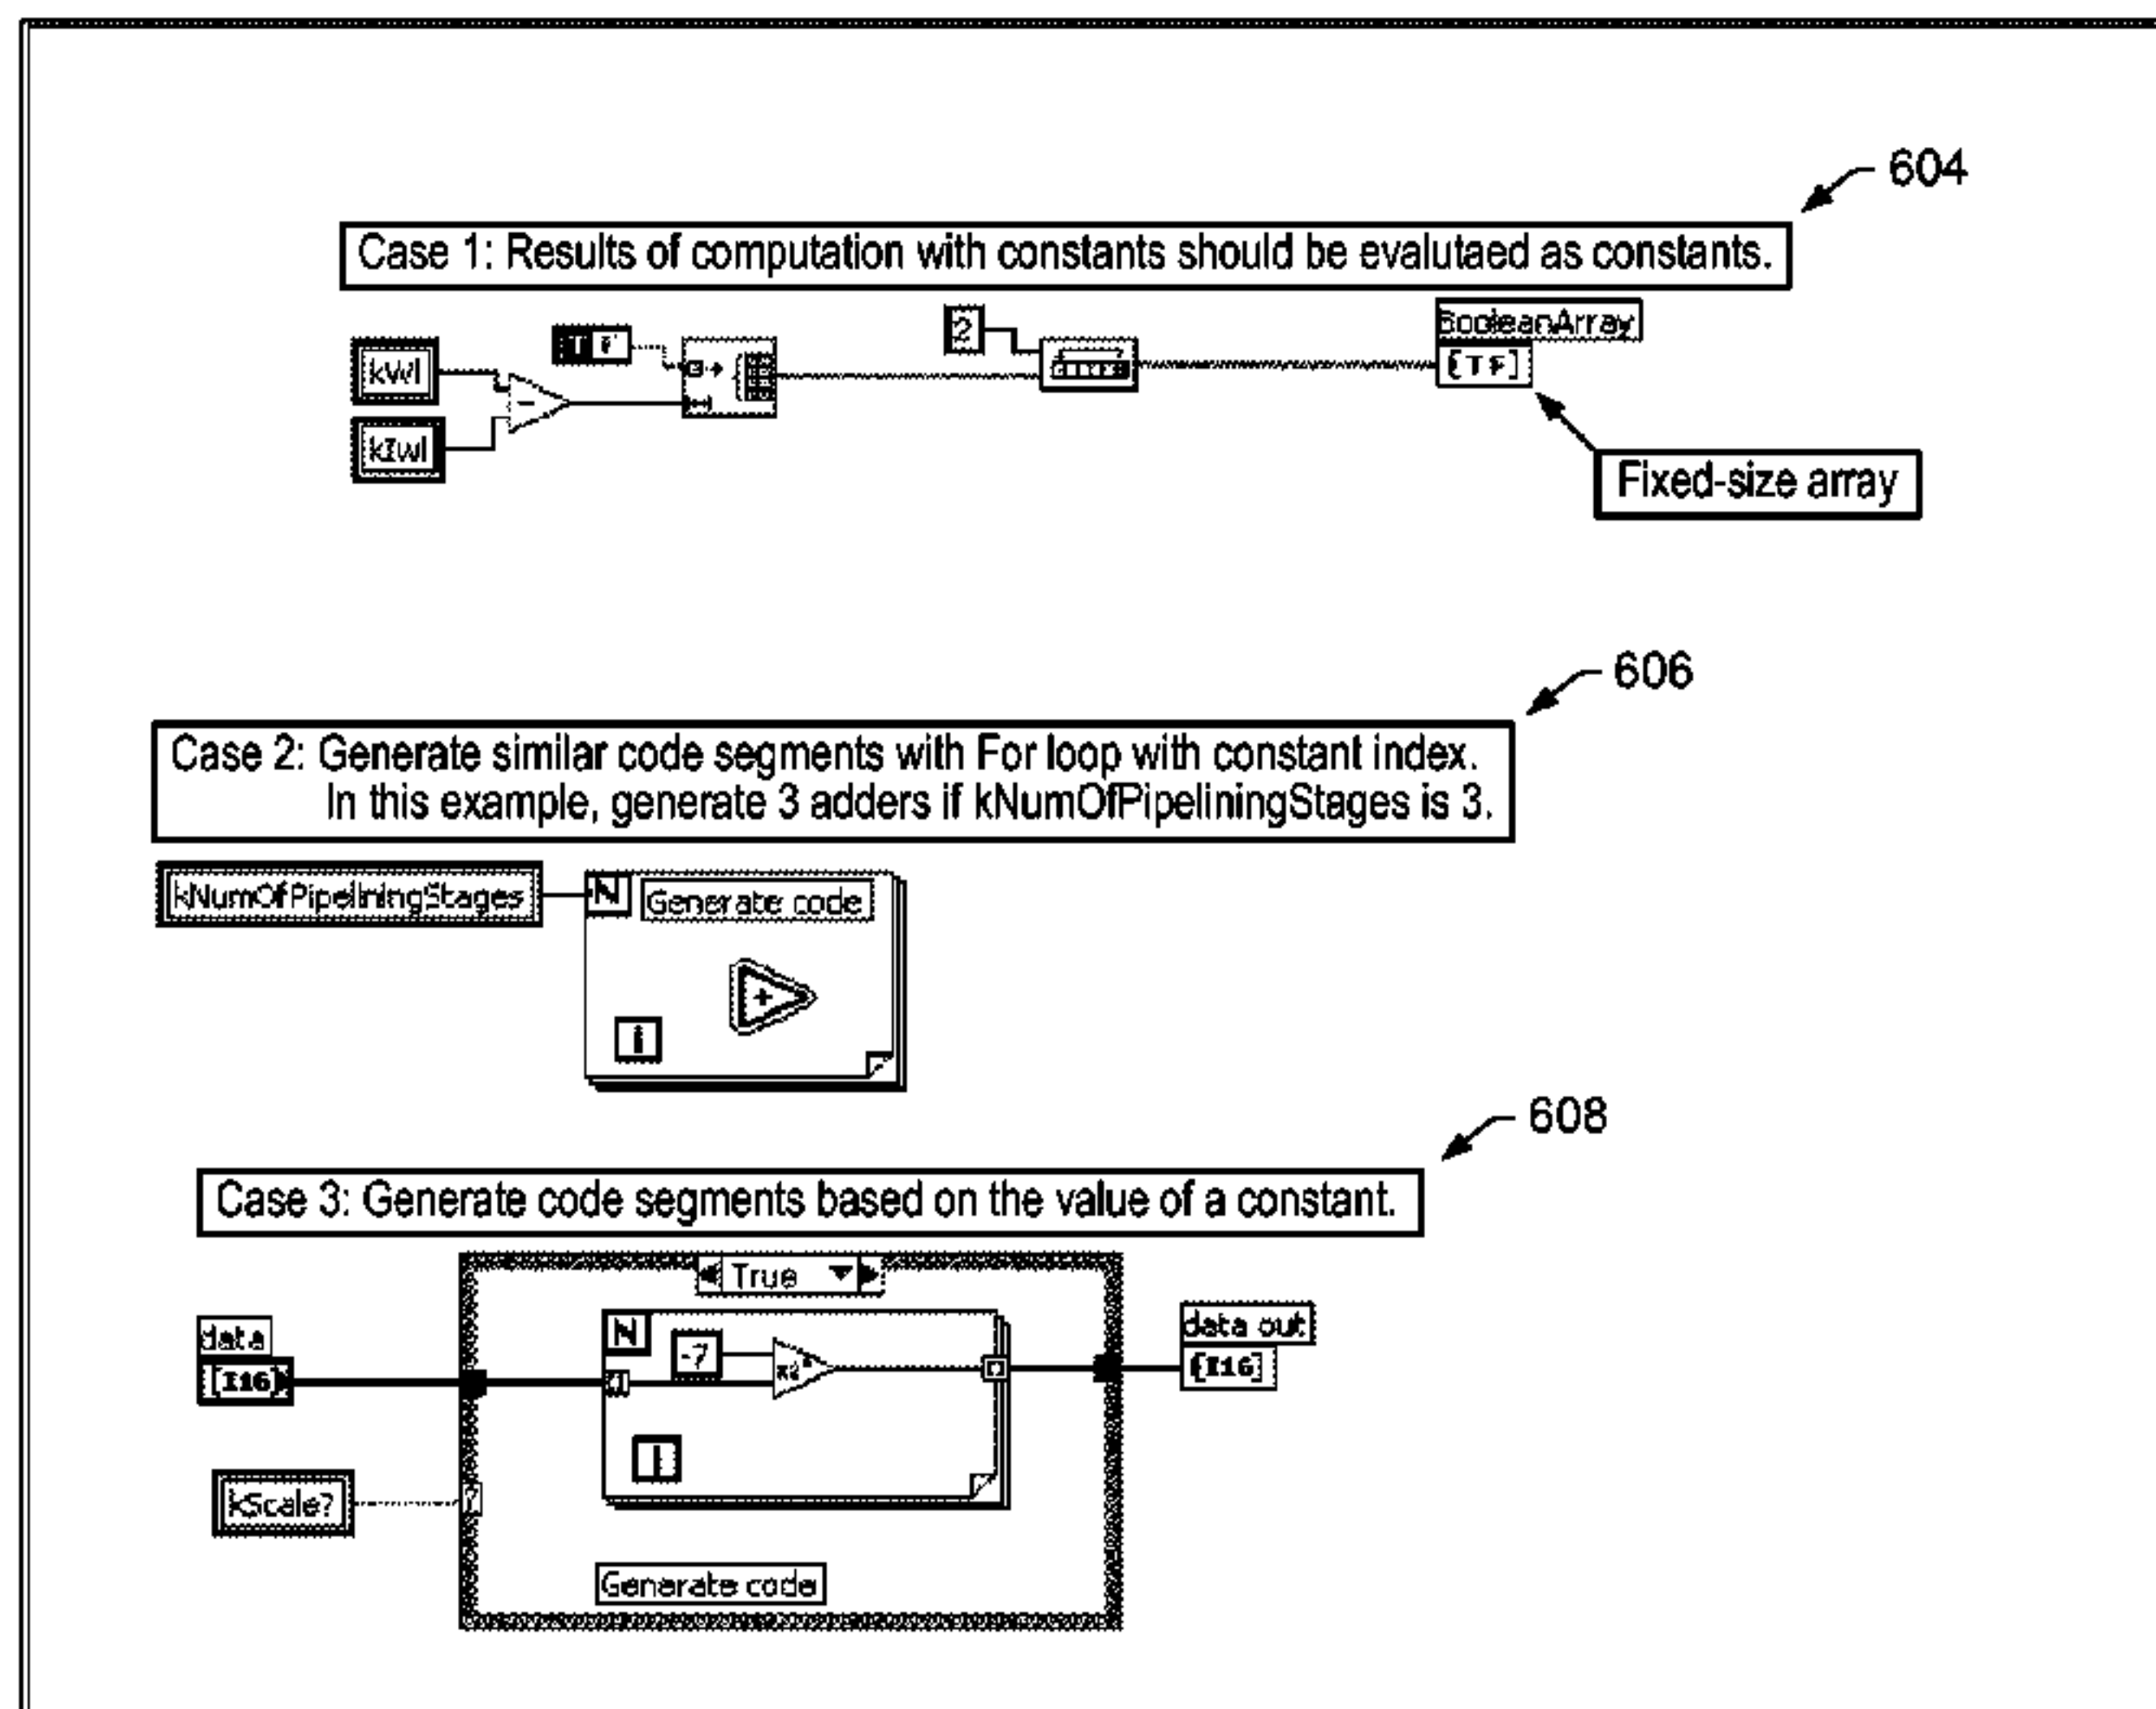 604
Case 1: Results of computation with constants should be evalutaed as constants.
kWl
kIwl
T F
2
BooleanArray
[TF]
Fixed-size array
606
Case 2: Generate similar code segments with For loop with constant index.
In this example, generate 3 adders if kNumOfPipeliningStages is 3.
kNumOfPipeliningStages
N
Generate code
+
i
608
Case 3: Generate code segments based on the value of a constant.
True
data
[I16]
N
-7
data out
[I16]
kScale?
?
Generate code